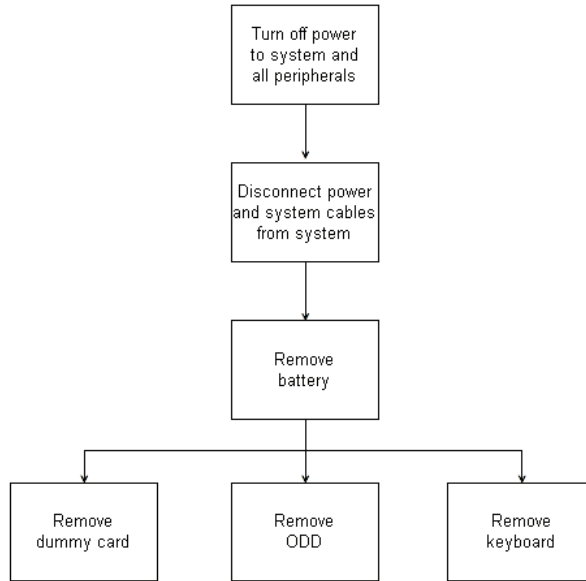 Turn off power
to system and
all peripherals
Disconnect power
and system cables
from system
Remove
battery
Remove
dummy card
Remove
ODD
Remove
keyboard